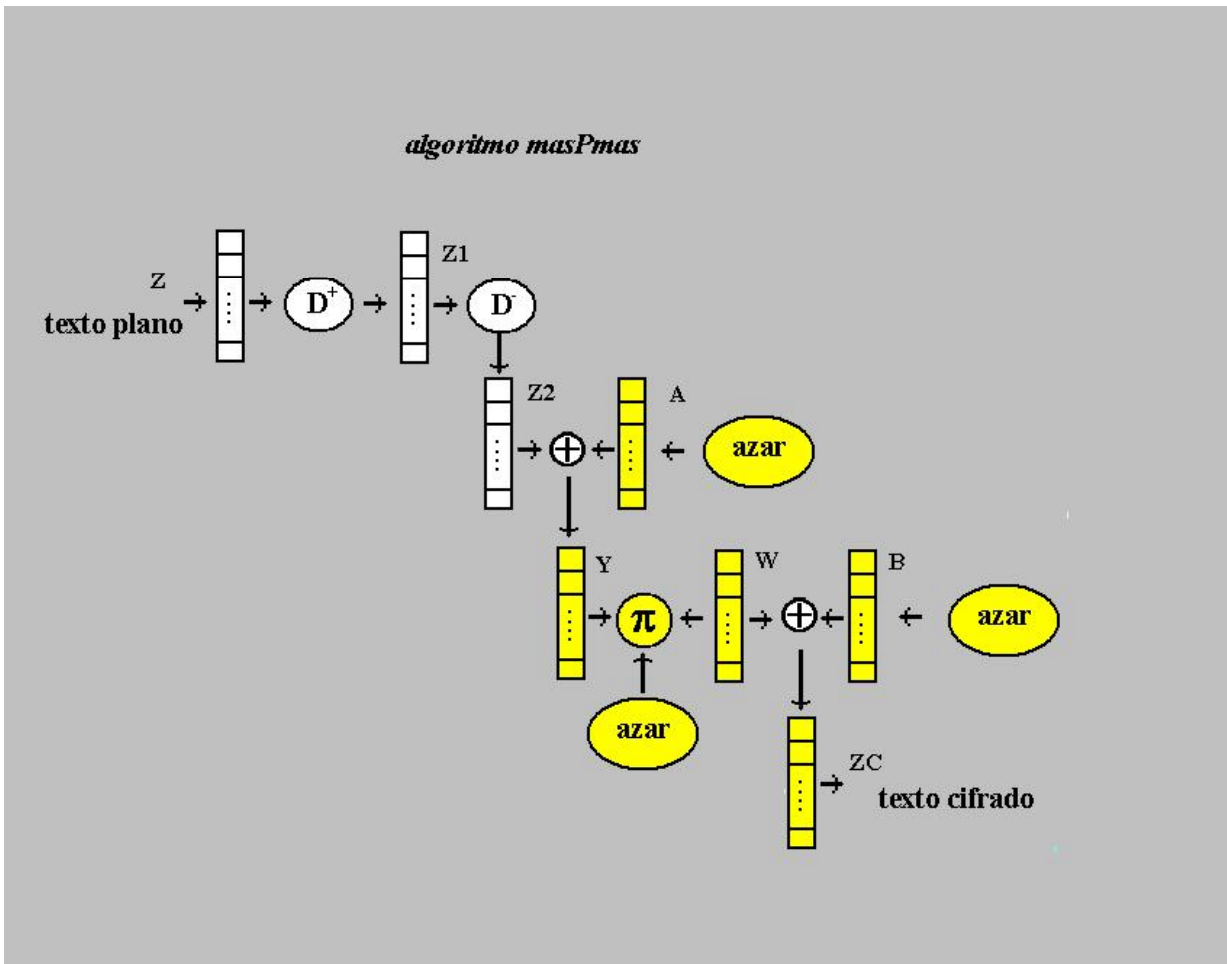 algoritmo masPmas
Z
texto plano
D+
Z1
D-
Z2
⊕
A
azar
Y
π
W
⊕
B
azar
azar
ZC
texto cifrado